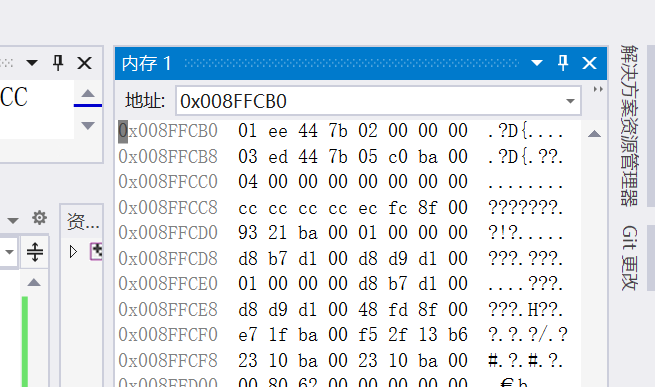 CC
内存 1
地址: 0x008FFCB0
0x008FFCB0 01 ee 44 7b 02 00 00 00 .?D{....
0x008FFCB8 03 ed 44 7b 05 c0 ba 00 .?D{.??.
0x008FFCC0 04 00 00 00 00 00 00 00 ........
0x008FFCC8 cc cc cc cc ec fc 8f 00 ???????.
0x008FFCD0 93 21 ba 00 01 00 00 00 ?!?.....
0x008FFCD8 d8 b7 d1 00 d8 d9 d1 00 ???.???.
0x008FFCE0 01 00 00 00 d8 b7 d1 00 ....???.
0x008FFCE8 d8 d9 d1 00 48 fd 8f 00 ???.H??.
0x008FFCF0 e7 1f ba 00 f5 2f 13 b6 ?.?.?/.?
0x008FFCF8 23 10 ba 00 23 10 ba 00 #.?.#.?.
0x008FFD00 00 80 62 00 00 00 00 00 .€b.....
资...
解决方案资源管理器
Git 更改